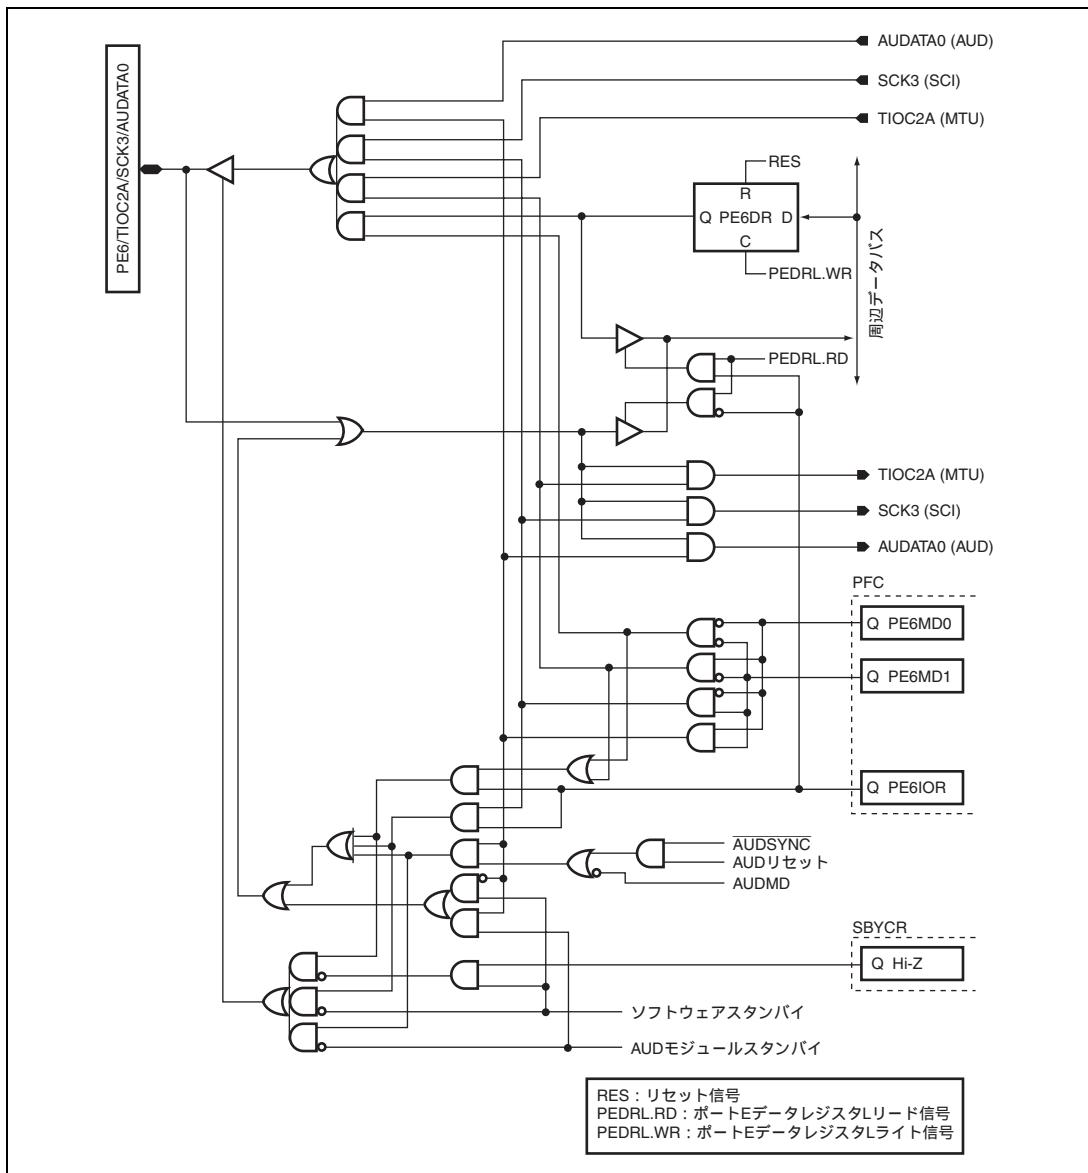 PE6/TIOC2A/SCK3/AUDATA0
AUDATA0 (AUD)
SCK3 (SCI)
TIOC2A (MTU)
RES
R
Q PE6DR D
C
PEDRL.WR
周辺データバス
PEDRL.RD
TIOC2A (MTU)
SCK3 (SCI)
AUDATA0 (AUD)
PFC
Q PE6MD0
Q PE6MD1
Q PE6IOR
AUDSYNC
AUDリセット
AUDMD
SBYCR
Q Hi-Z
ソフトウェアスタンバイ
AUDモジュールスタンバイ
RES：リセット信号
PEDRL.RD：ポートEデータレジスタLリード信号
PEDRL.WR：ポートEデータレジスタLライト信号